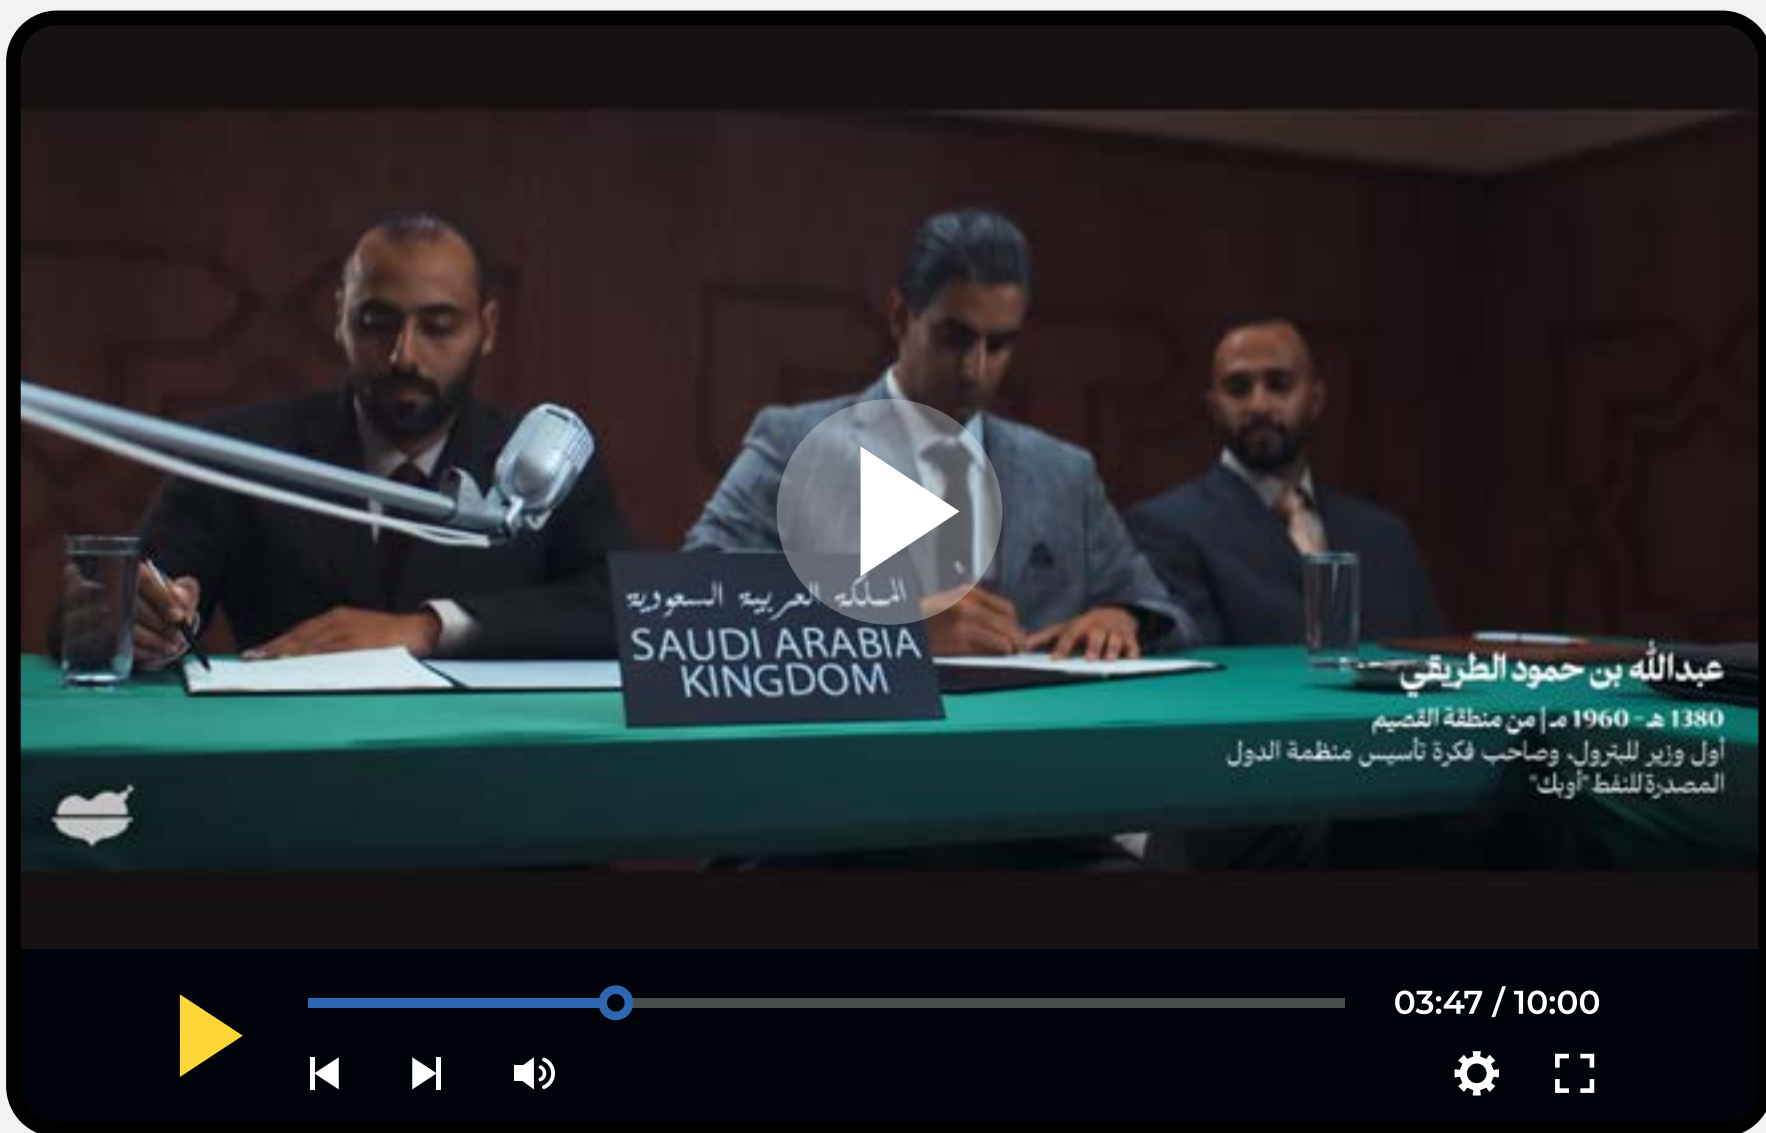 المملكة العربية السعودية
SAUDI ARABIA
KINGDOM
عبدالله بن حمود الطريقي
1380 هـ - 1960 مـ | من منطقة القصيم
أول وزير للبترول، وصاحب فكرة تأسيس منظمة الدول
المصدرة للنفط "أوبك"
03:47 / 10:00